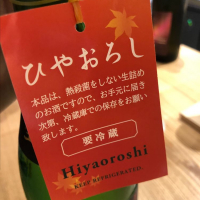 ひやおろし
本品は、熱殺菌をしない生詰め
のお酒ですので、お手元に届き
次第、冷蔵庫での保存をお願い
致します。
要冷蔵
Hiyaoroshi
KEEP REFRIGERATED.